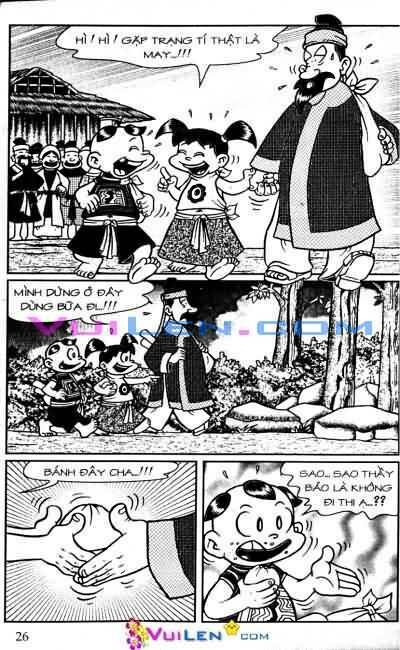 HÌ ! HÌ ! GẶP TRẠNG TÍ THẬT LÀ
MAY...!!!
MÌNH DỪNG Ở ĐÂY
DÙNG BỮA ĐI...!!!
VuiLen.com
BÁNH ĐÂY CHA...!!!
SAO... SAO THẦY
BẢO LÀ KHÔNG
ĐI THI Ạ...??
26
VuiLen.com